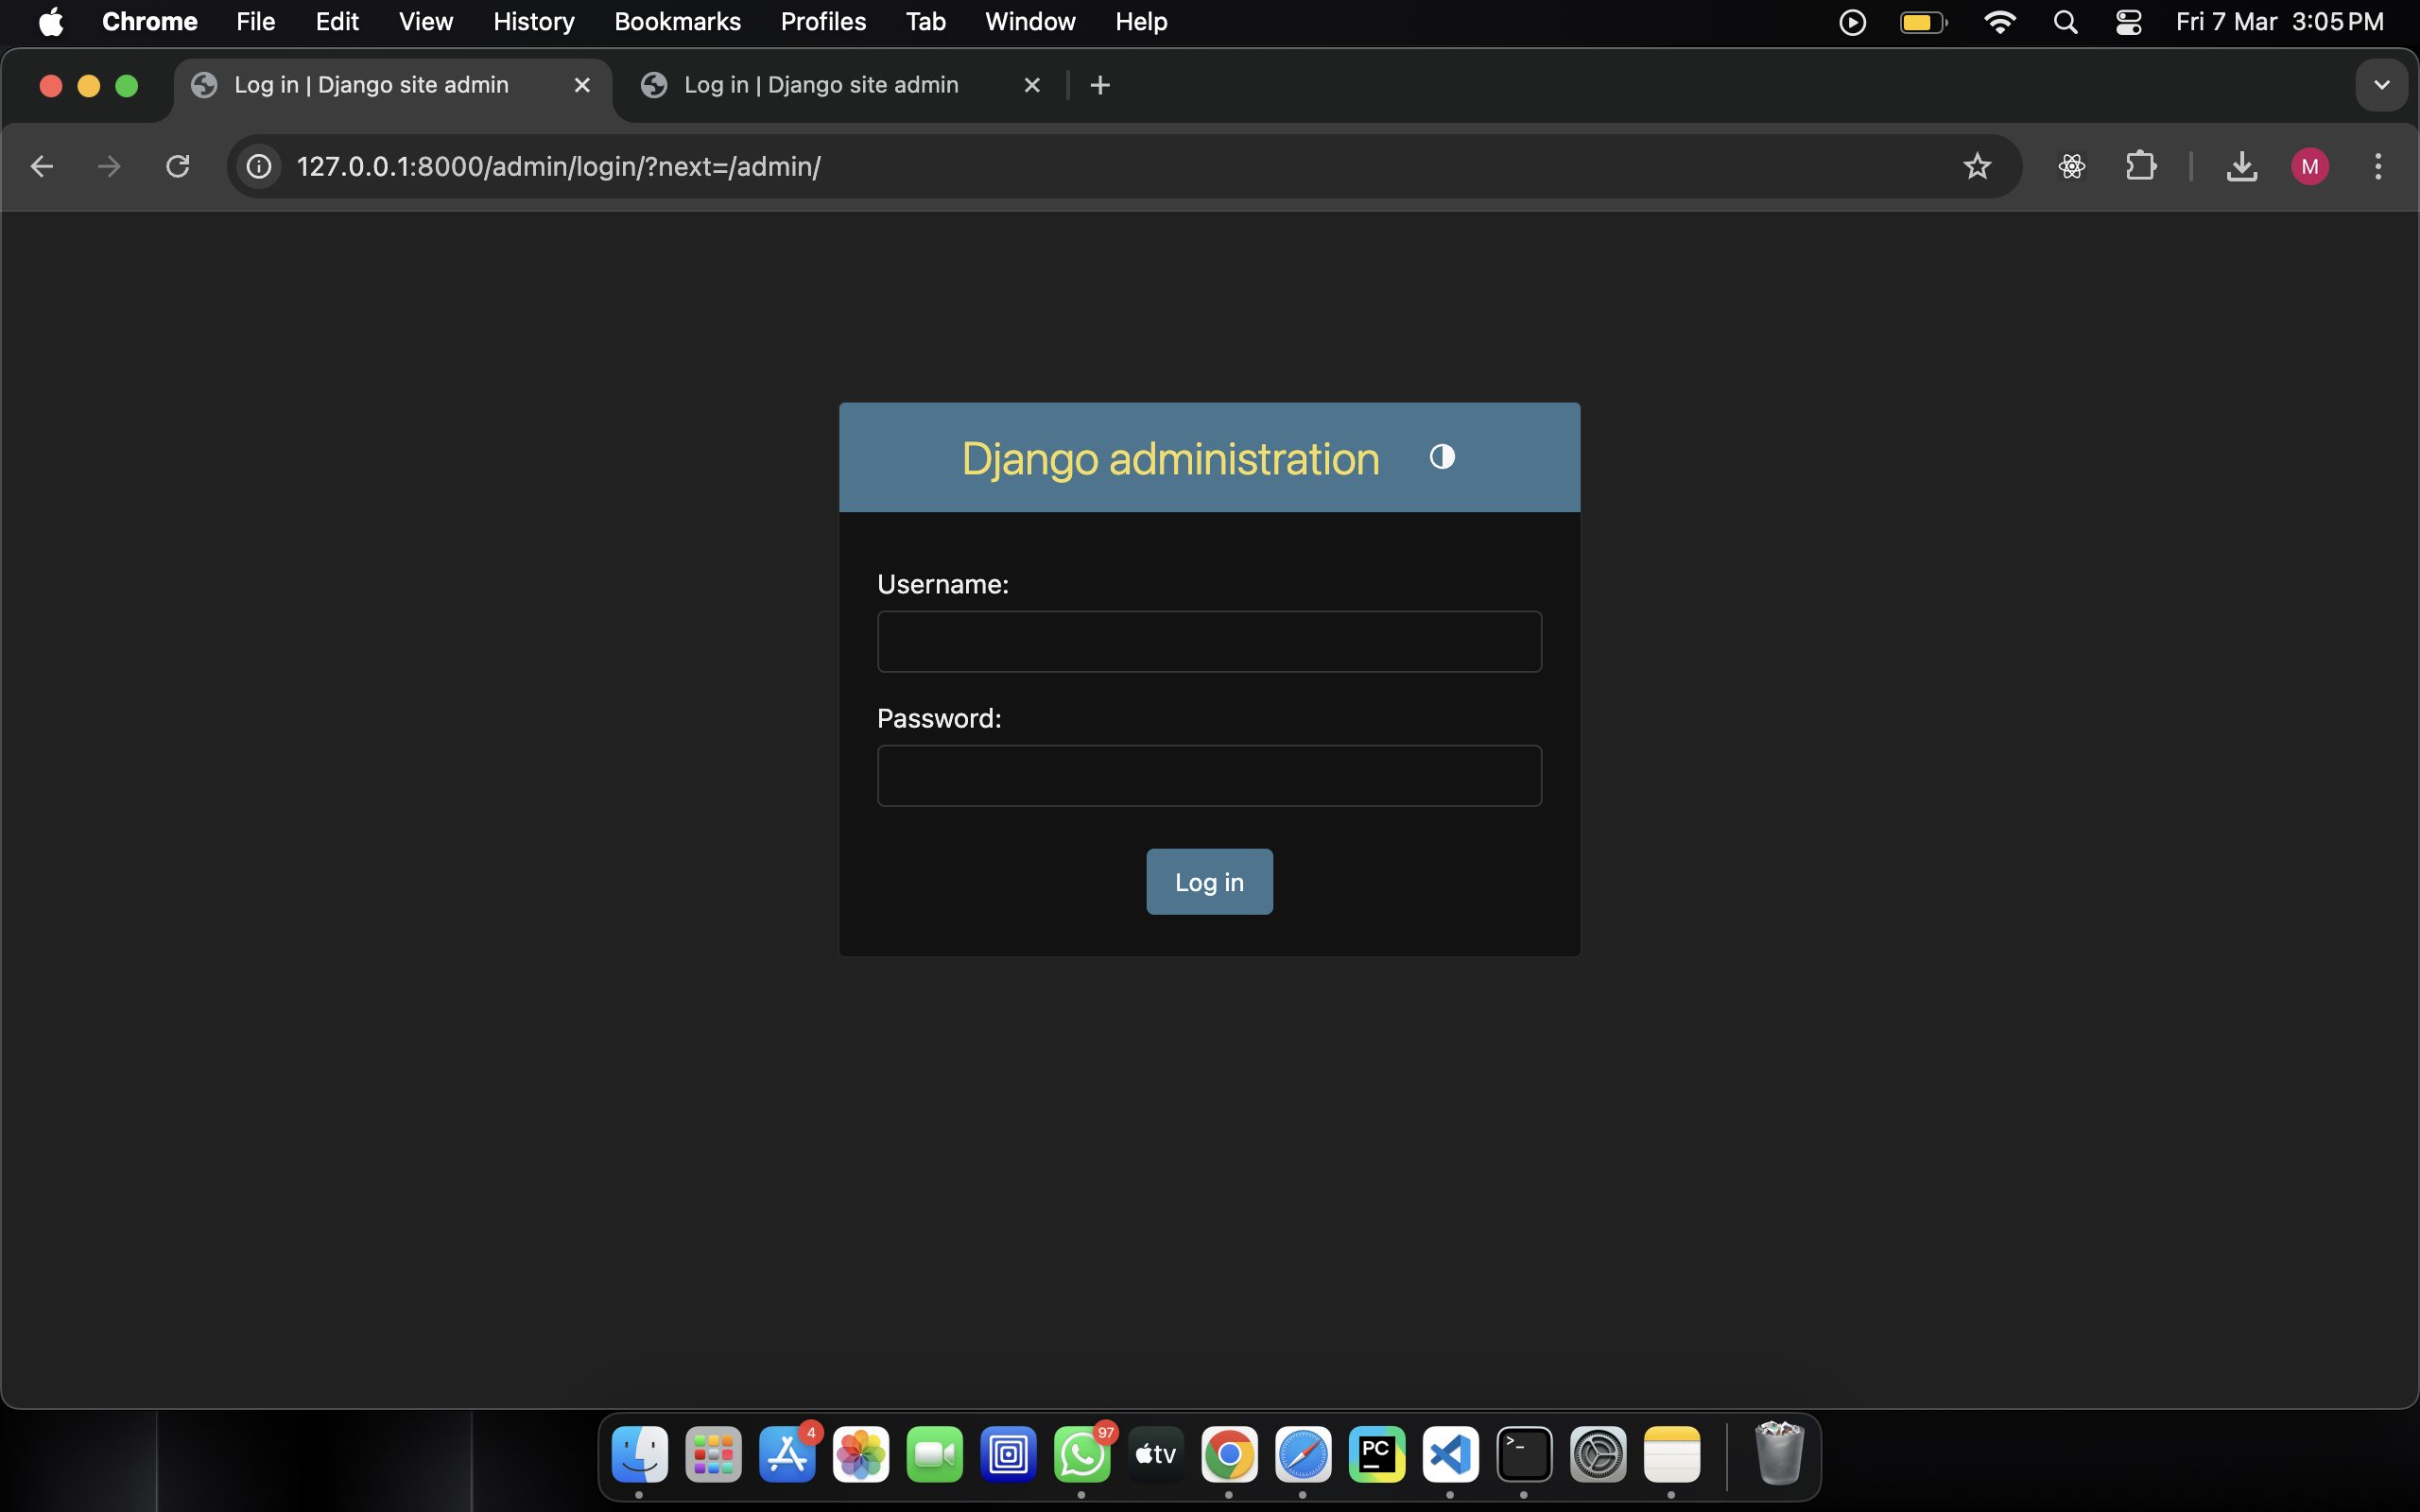 Chrome File Edit View History Bookmarks Profiles Tab Window Help Fri 7 Mar 3:05 PM
Log in | Django site admin Log in | Django site admin
127.0.0.1:8000/admin/login/?next=/admin/ M
Django administration
Username:
Password:
Log in
4 97 tv PC >_